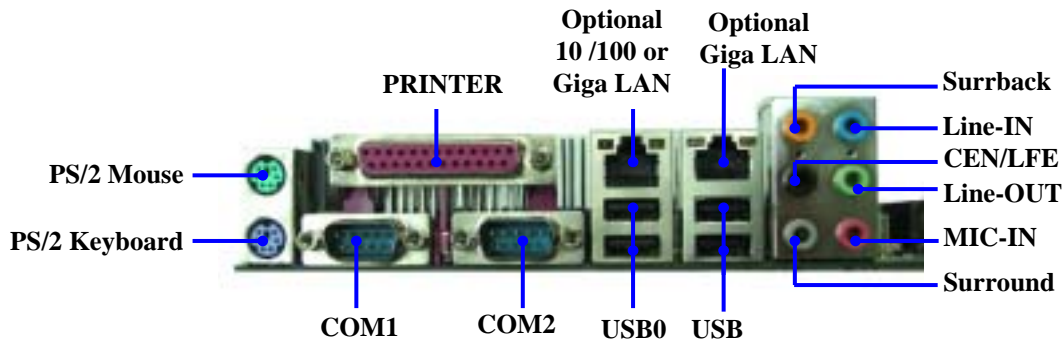 Optional
10 /100 or
Giga LAN
Optional
Giga LAN
PRINTER
Surrback
Line-IN
CEN/LFE
Line-OUT
MIC-IN
Surround
PS/2 Mouse
PS/2 Keyboard
COM1
COM2
USB0
USB